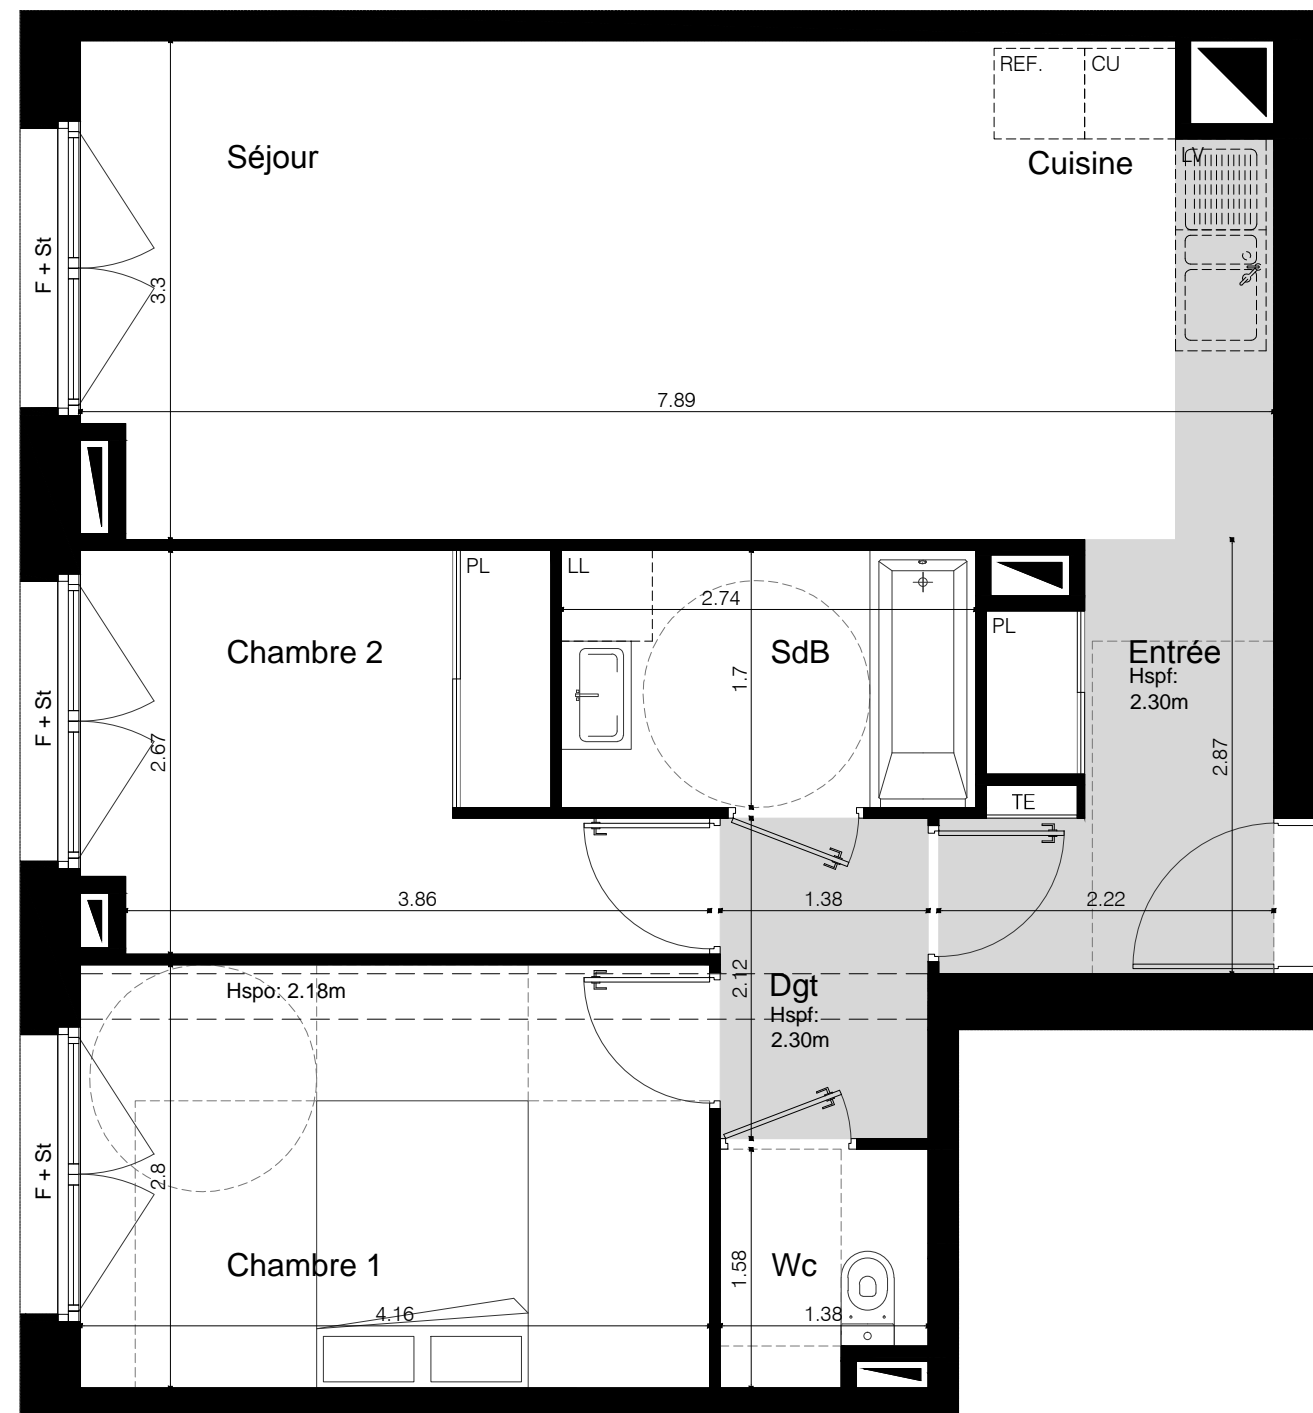 REF.
CU
Séjour
Cuisine
LV
F + St
3.3
7.89
PL
LL
2.74
Chambre 2
SdB
1.7
PL
Entrée
Hspf:
2.30m
F + St
2.67
2.87
TE
3.86
1.38
2.22
Hspo: 2.18m
2.12
Dgt
Hspf:
2.30m
F + St
2.8
Chambre 1
1.58
Wc
4.16
1.38